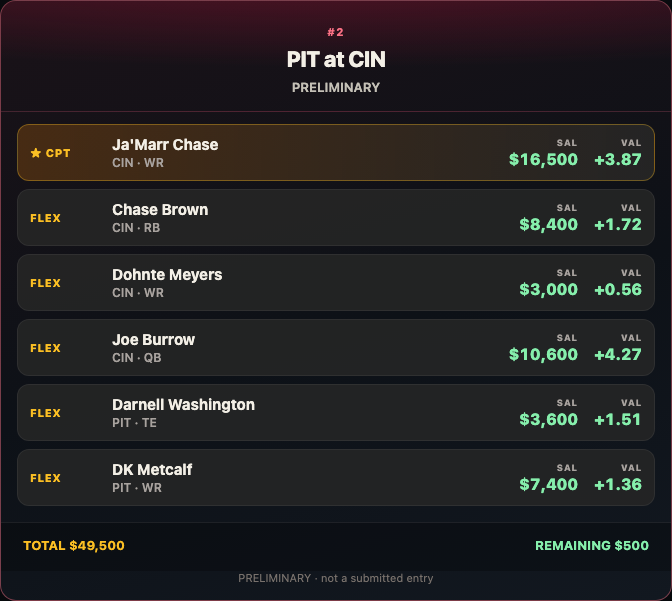 #2
PIT at CIN
PRELIMINARY
★ CPT
Ja'Marr Chase
CIN · WR
SAL
$16,500
VAL
+3.87
FLEX
Chase Brown
CIN · RB
SAL
$8,400
VAL
+1.72
FLEX
Dohnte Meyers
CIN · WR
SAL
$3,000
VAL
+0.56
FLEX
Joe Burrow
CIN · QB
SAL
$10,600
VAL
+4.27
FLEX
Darnell Washington
PIT · TE
SAL
$3,600
VAL
+1.51
FLEX
DK Metcalf
PIT · WR
SAL
$7,400
VAL
+1.36
TOTAL $49,500
REMAINING $500
PRELIMINARY · not a submitted entry